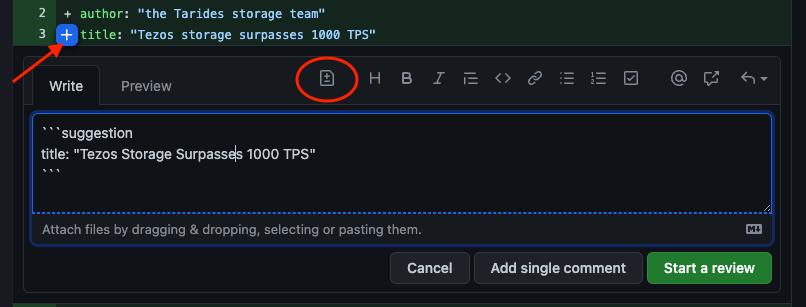 2 + author: "the Tarides storage team"
3 + title: "Tezos storage surpasses 1000 TPS"
Write Preview H B I <> @
```suggestion
title: "Tezos Storage Surpasses 1000 TPS"
```
Attach files by dragging & dropping, selecting or pasting them.
Cancel Add single comment Start a review